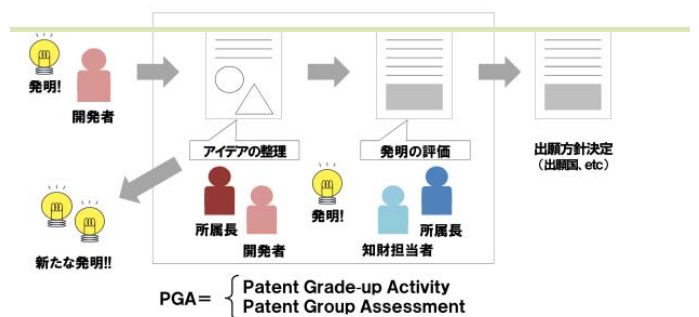 発明!
開発者
アイデアの整理
発明の評価
出願方針決定
(出願国、etc)
新たな発明!!
所属長
開発者
発明!
知財担当者
所属長
PGA=
Patent Grade-up Activity
Patent Group Assessment